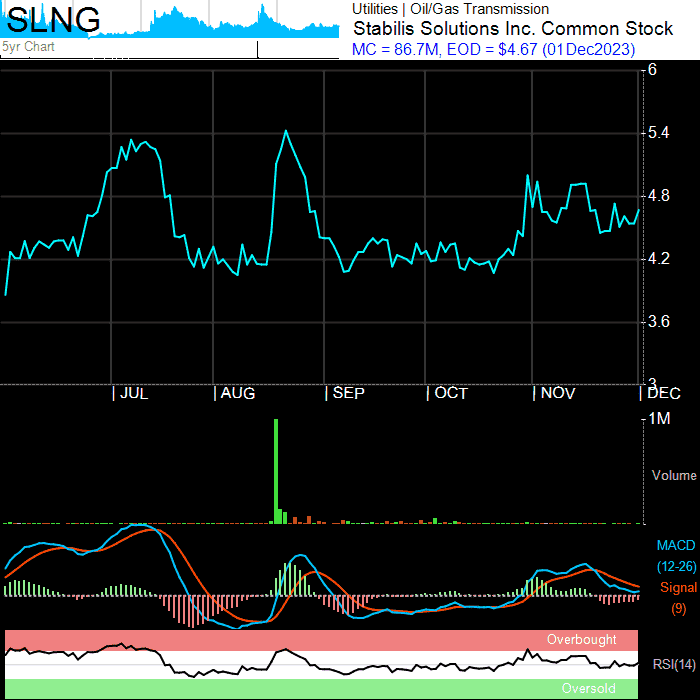 SLNG
5yr Chart
Utilities | Oil/Gas Transmission
Stabilis Solutions Inc. Common Stock
MC = 86.7M, EOD = $4.67 (01Dec2023)
6
5.4
4.8
4.2
3.6
3
JUL AUG SEP OCT NOV DEC
1M
Volume
MACD
(12-26)
Signal
(9)
Overbought
RSI(14)
Oversold